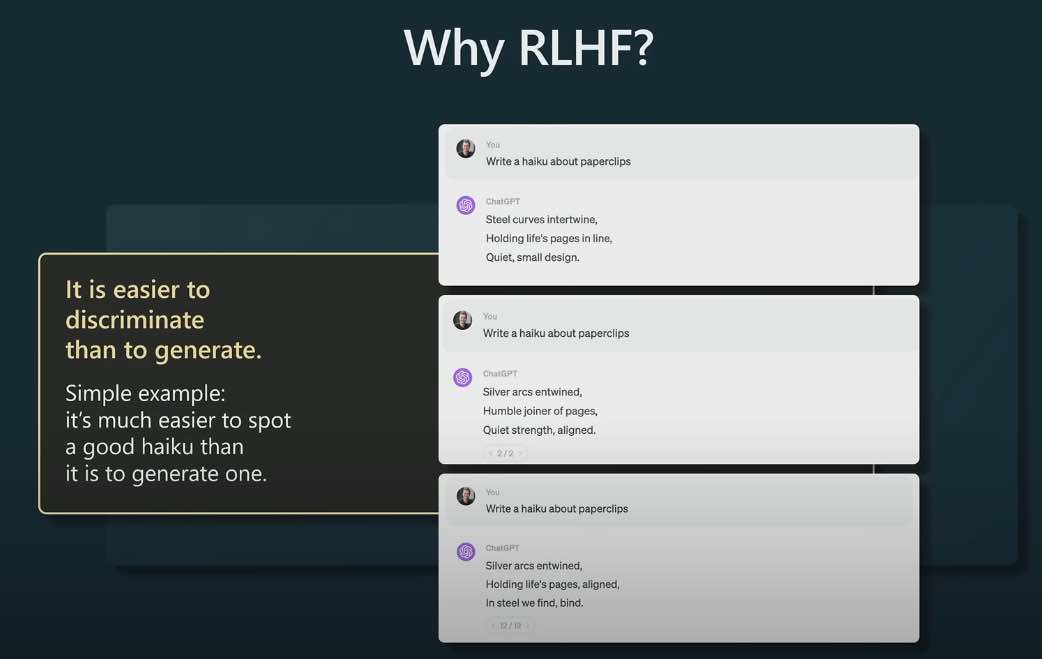 Why RLHF?
It is easier to
discriminate
than to generate.
Simple example:
it's much easier to spot
a good haiku than
it is to generate one.
You
Write a haiku about paperclips
ChatGPT
Steel curves intertwine,
Holding life's pages in line,
Quiet, small design.
You
Write a haiku about paperclips
ChatGPT
Silver arcs entwined,
Humble joiner of pages,
Quiet strength, aligned.
< 2 / 2 >
You
Write a haiku about paperclips
ChatGPT
Silver arcs entwined,
Holding life's pages, aligned,
In steel we find, bind.